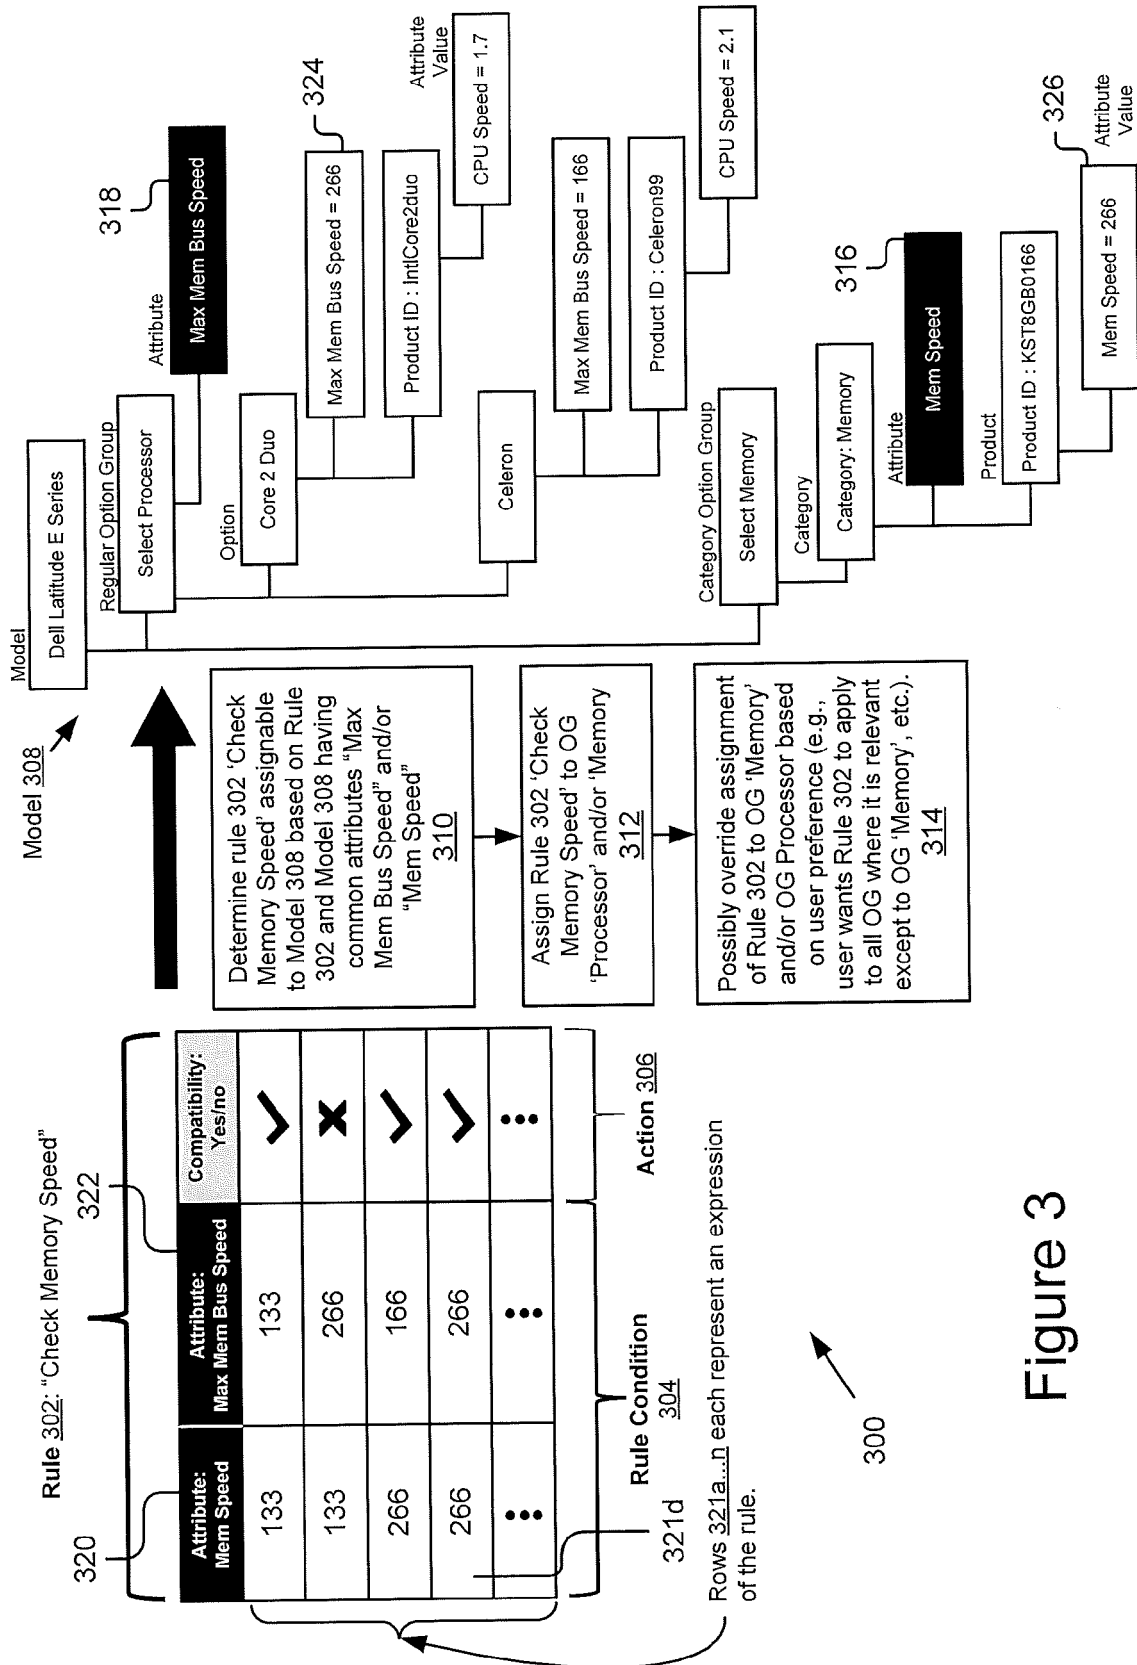 Rule 302: "Check Memory Speed"
320
322
Attribute:
Mem Speed
Attribute:
Max Mem Bus Speed
Compatibility:
Yes/no
133
133
133
266
266
166
266
266
321d
Rule Condition
304
Action 306
Rows 321a...n each represent an expression
of the rule.
300
Model 308
Determine rule 302 ‘Check
Memory Speed’ assignable
to Model 308 based on Rule
302 and Model 308 having
common attributes “Max
Mem Bus Speed” and/or
“Mem Speed”
310
Assign Rule 302 ‘Check
Memory Speed’ to OG
‘Processor’ and/or ‘Memory
312
Possibly override assignment
of Rule 302 to OG ‘Memory’
and/or OG Processor based
on user preference (e.g.,
user wants Rule 302 to apply
to all OG where it is relevant
except to OG ‘Memory’, etc.).
314
Model
Dell Latitude E Series
Regular Option Group
Select Processor
Attribute
Max Mem Bus Speed
318
Option
Core 2 Duo
Max Mem Bus Speed = 266
324
Product ID : IntlCore2duo
Attribute
Value
CPU Speed = 1.7
Celeron
Max Mem Bus Speed = 166
Product ID : Celeron99
CPU Speed = 2.1
Category Option Group
Select Memory
Category
Category: Memory
Attribute
Mem Speed
316
Product
Product ID : KST8GB0166
Mem Speed = 266
326
Attribute
Value
Figure 3